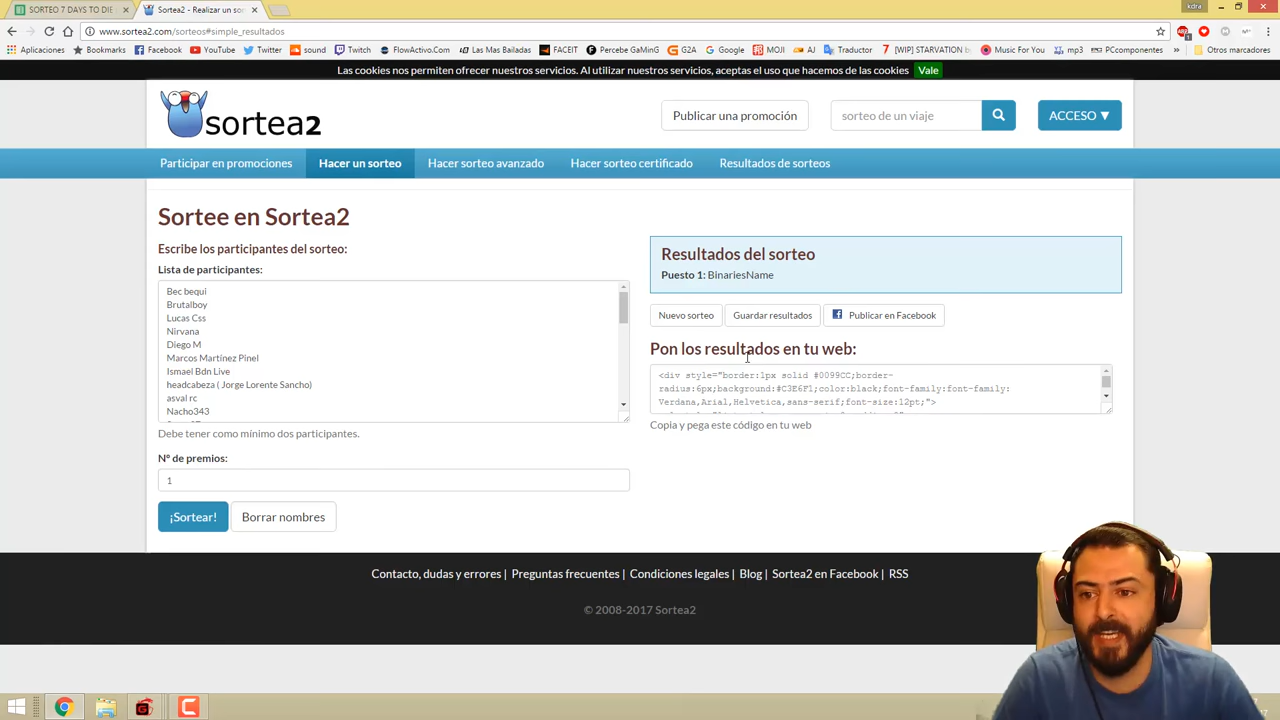 SORTEO 7 DAYS TO DIE
Sortea2 - Realizar un sor
kdra
www.sortea2.com/sorteos#simple_resultados
Aplicaciones
Bookmarks
Facebook
YouTube
Twitter
sound
Twitch
FlowActivo.Com
Las Mas Bailadas
FACEIT
Percebe GaMiNG
G2A
Google
MOJI
AJ
Traductor
[WIP] STARVATION by
Music For You
mp3
PCcomponentes
Otros marcadores
Las cookies nos permiten ofrecer nuestros servicios. Al utilizar nuestros servicios, aceptas el uso que hacemos de las cookies
Vale
sortea2
Publicar una promoción
sorteo de un viaje
ACCESO ▼
Participar en promociones
Hacer un sorteo
Hacer sorteo avanzado
Hacer sorteo certificado
Resultados de sorteos
Sortee en Sortea2
Escribe los participantes del sorteo:
Lista de participantes:
Bec bequi
Brutalboy
Lucas Css
Nirvana
Diego M
Marcos Martínez Pinel
Ismael Bdn Live
headcabeza ( Jorge Lorente Sancho)
asval rc
Nacho343
Debe tener como mínimo dos participantes.
Nº de premios:
1
¡Sortear!
Borrar nombres
Resultados del sorteo
Puesto 1: BinariesName
Nuevo sorteo
Guardar resultados
Publicar en Facebook
Pon los resultados en tu web:
<div style="border:1px solid #0099CC;border-
radius:6px;background:#C3E6F1;color:black;font-family:font-family:
Verdana,Arial,Helvetica,sans-serif;font-size:12pt;">
Copia y pega este código en tu web
Contacto, dudas y errores | Preguntas frecuentes | Condiciones legales | Blog | Sortea2 en Facebook | RSS
© 2008-2017 Sortea2